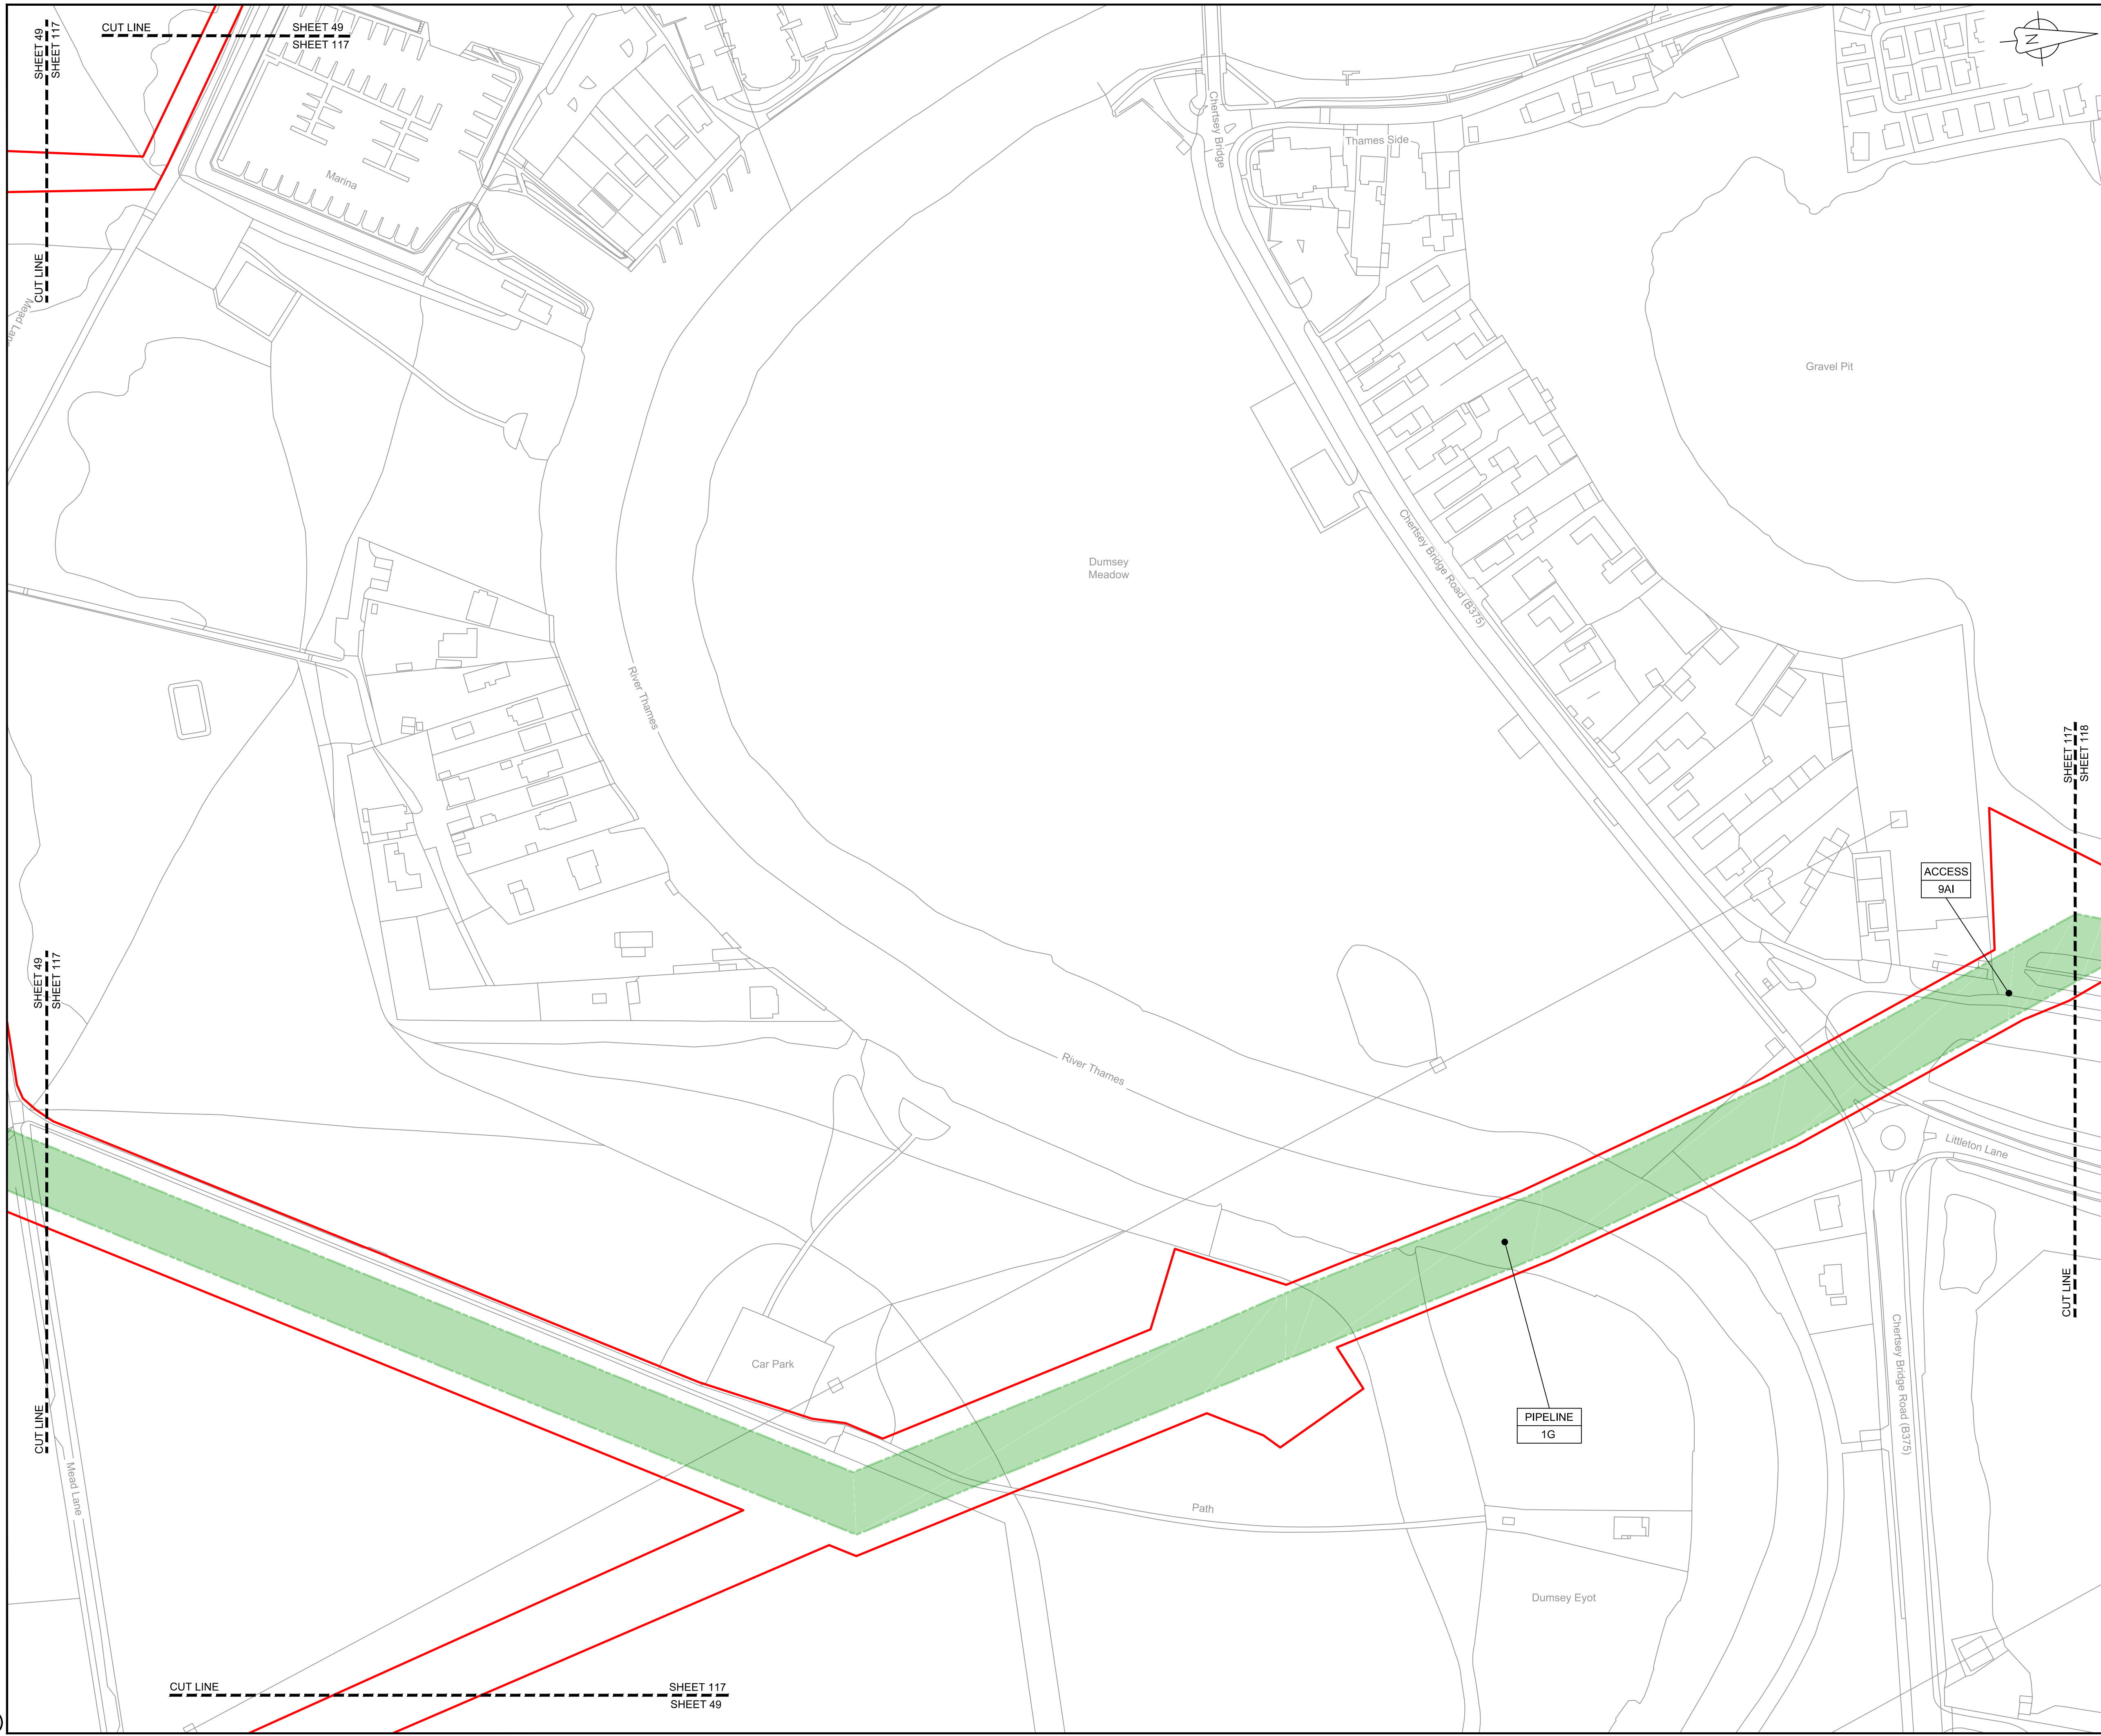 CUT LINE
SHEET 49
SHEET 117
SHEET 49
SHEET 117
CUT LINE
Marina
Mead Lane
Chertsey Bridge
Thames Side
N
Gravel Pit
Dumsey
Meadow
Chertsey Bridge Road (B375)
River Thames
SHEET 117
SHEET 118
CUT LINE
ACCESS
9AI
SHEET 49
SHEET 117
CUT LINE
River Thames
Littleton Lane
Car Park
PIPELINE
1G
Chertsey Bridge Road (B375)
Mead Lane
Path
Dumsey Eyot
CUT LINE
SHEET 117
SHEET 49